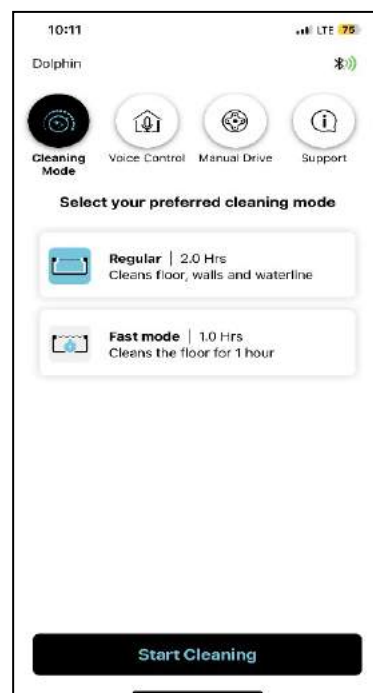 10:11 LTE 75
Dolphin
Cleaning Mode
Voice Control
Manual Drive
Support
Select your preferred cleaning mode
Regular | 2.0 Hrs
Cleans floor, walls and waterline
Fast mode | 1.0 Hrs
Cleans the floor for 1 hour
Start Cleaning